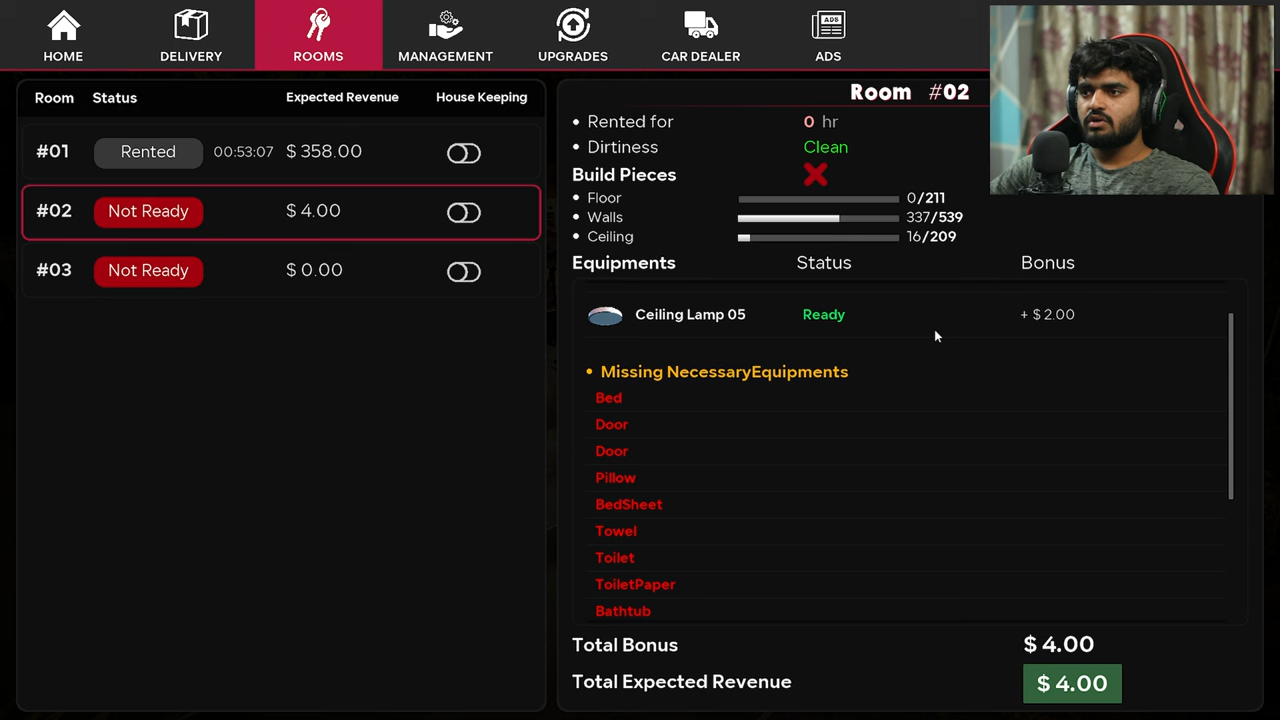 HOME DELIVERY ROOMS MANAGEMENT UPGRADES CAR DEALER ADS
Room Status Expected Revenue House Keeping
#01 Rented 00:53:07 $ 358.00
#02 Not Ready $ 4.00
#03 Not Ready $ 0.00
Room #02
• Rented for 0 hr
• Dirtiness Clean
Build Pieces
• Floor 0/211
• Walls 337/539
• Ceiling 16/209
Equipments Status Bonus
Ceiling Lamp 05 Ready + $ 2.00
• Missing NecessaryEquipments
Bed
Door
Door
Pillow
BedSheet
Towel
Toilet
ToiletPaper
Bathtub
Total Bonus $ 4.00
Total Expected Revenue $ 4.00